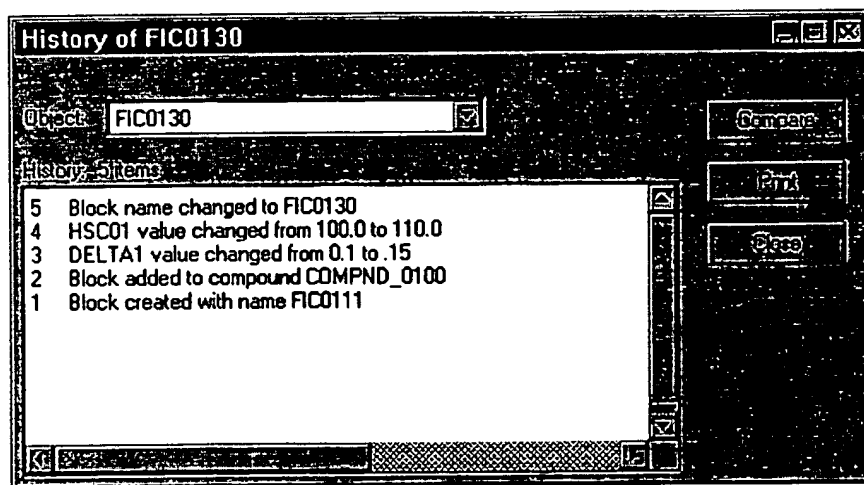 History of FIC0130
Object: FIC0130
Compare
History: 5 items
Print
5 Block name changed to FIC0130
4 HSC01 value changed from 100.0 to 110.0
3 DELTA1 value changed from 0.1 to .15
Close
2 Block added to compound COMPND_0100
1 Block created with name FIC0111